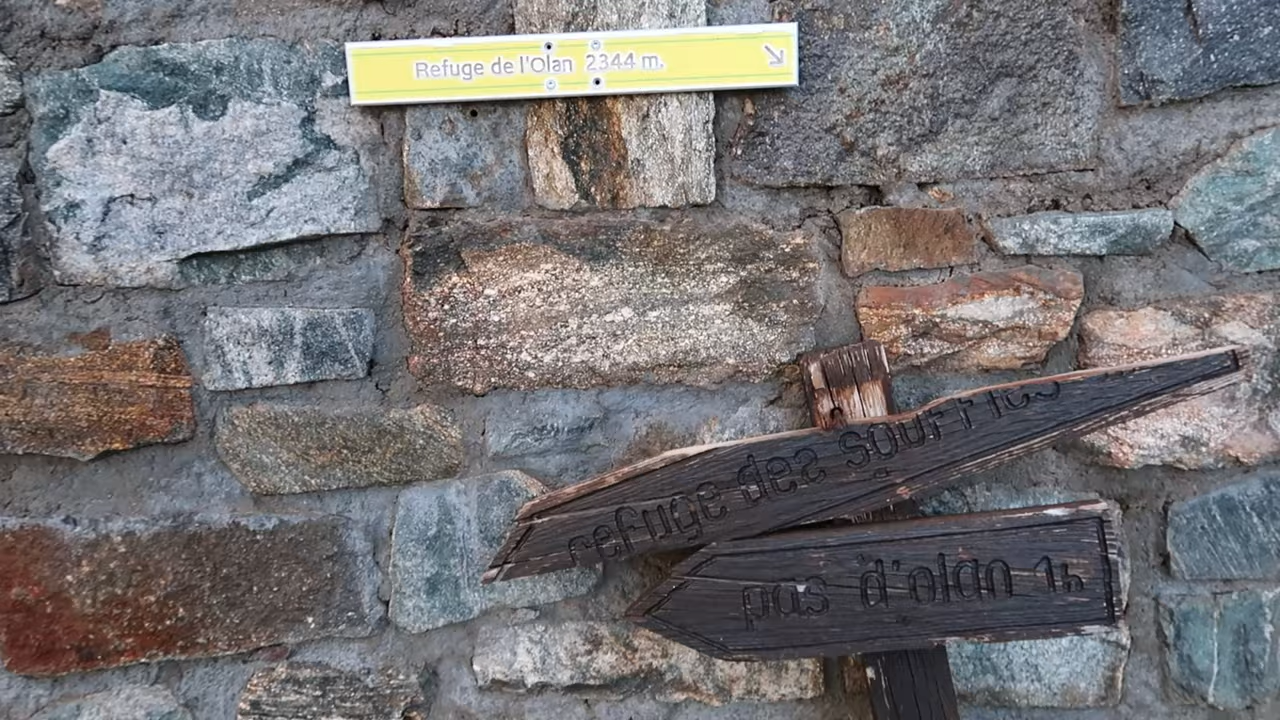 Refuge de l'Olan 2344 m.
refuge des souffles
pas d'olan 1h